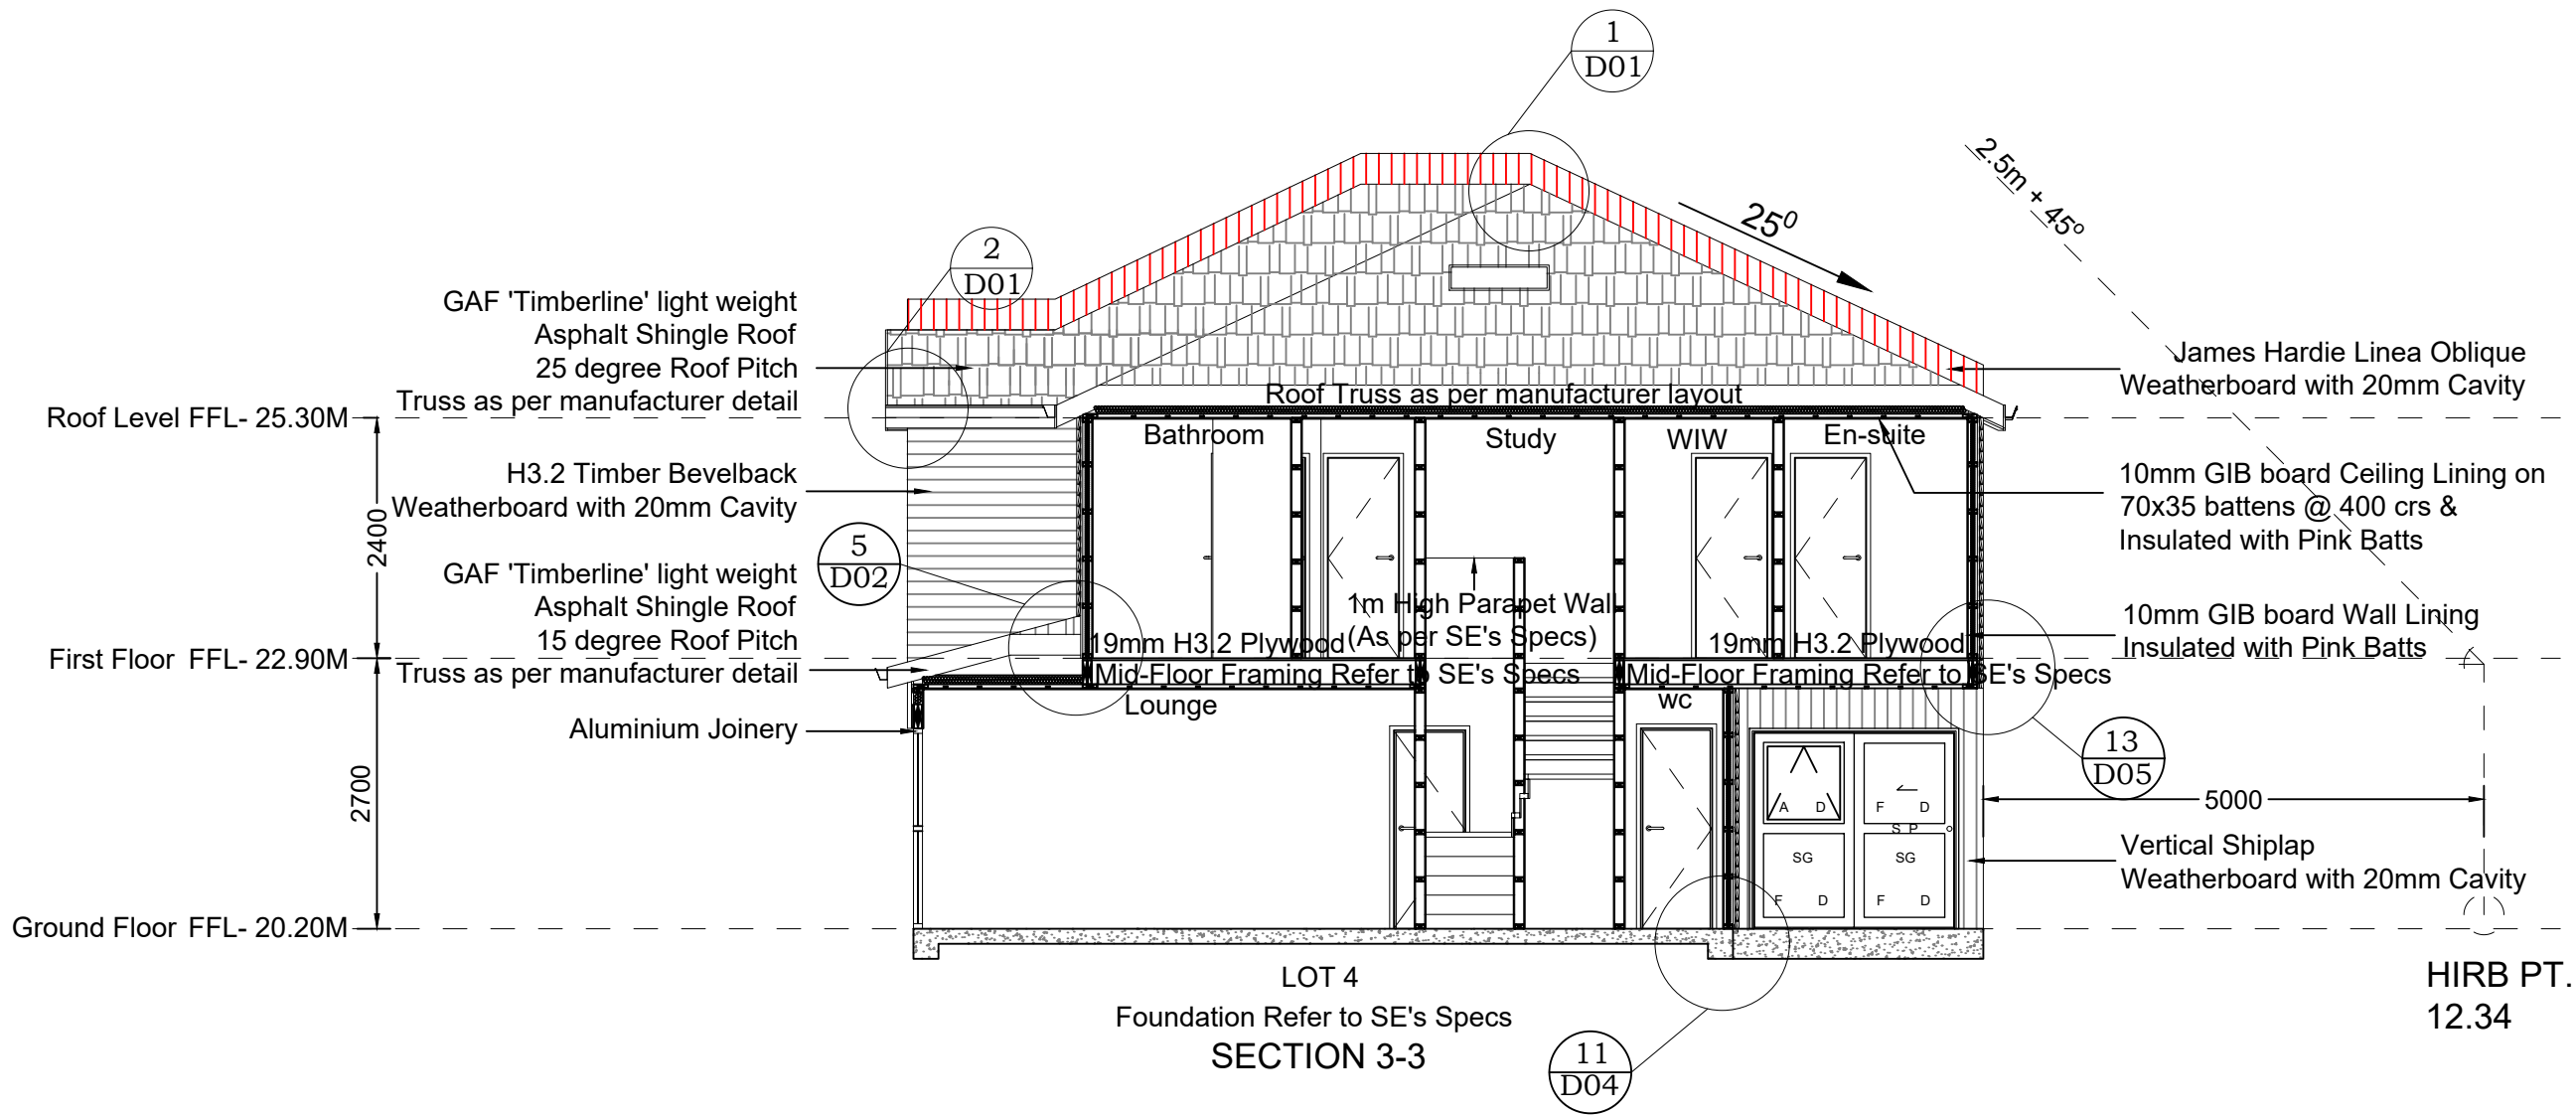 1
D01
2.5m + 45°
25⁰
2
D01
GAF 'Timberline' light weight
Asphalt Shingle Roof
25 degree Roof Pitch
Truss as per manufacturer detail
James Hardie Linea Oblique
Weatherboard with 20mm Cavity
Roof Truss as per manufacturer layout
Roof Level FFL- 25.30M
Bathroom
Study
WIW
En-suite
H3.2 Timber Bevelback
Weatherboard with 20mm Cavity
10mm GIB board Ceiling Lining on
70x35 battens @ 400 crs &
Insulated with Pink Batts
2400
5
D02
GAF 'Timberline' light weight
Asphalt Shingle Roof
15 degree Roof Pitch
Truss as per manufacturer detail
1m High Parapet Wall
(As per SE's Specs)
10mm GIB board Wall Lining
Insulated with Pink Batts
19mm H3.2 Plywood
19mm H3.2 Plywood
First Floor FFL- 22.90M
Mid-Floor Framing Refer to SE's Specs
Mid-Floor Framing Refer to SE's Specs
Lounge
wc
Aluminium Joinery
13
D05
2700
5000
A D
F D
S P
SG
SG
F D
F D
Vertical Shiplap
Weatherboard with 20mm Cavity
Ground Floor FFL- 20.20M
LOT 4
Foundation Refer to SE's Specs
SECTION 3-3
11
D04
HIRB PT.
12.34